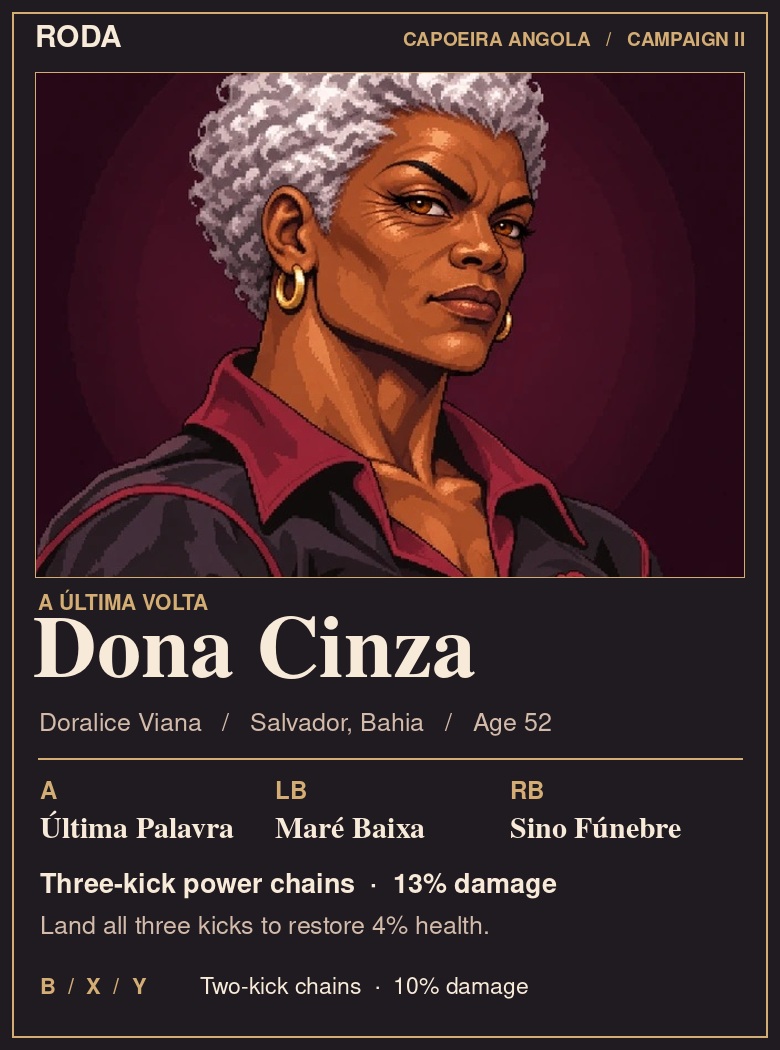 RODA
CAPOEIRA ANGOLA / CAMPAIGN II
A ÚLTIMA VOLTA
Dona Cinza
Doralice Viana / Salvador, Bahia / Age 52
A LB RB
Última Palavra Maré Baixa Sino Fúnebre
Three-kick power chains · 13% damage
Land all three kicks to restore 4% health.
B / X / Y Two-kick chains · 10% damage